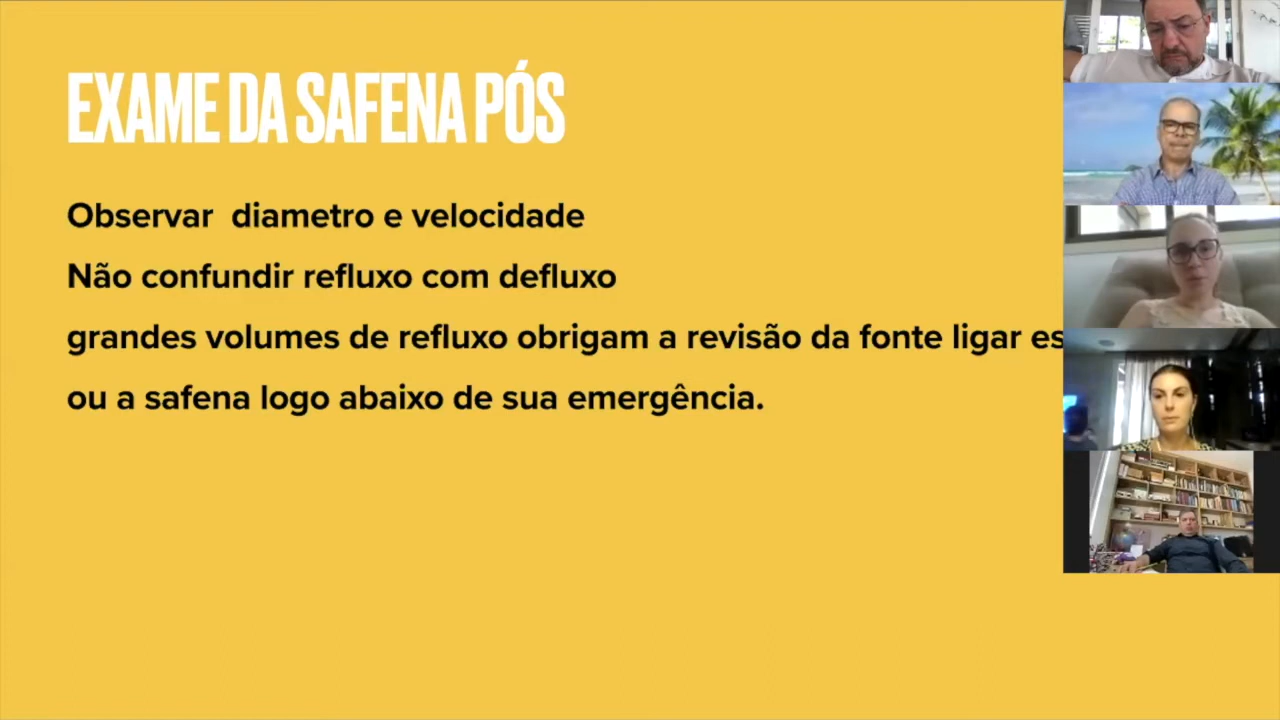 EXAME DA SAFENA PÓS
Observar diametro e velocidade
Não confundir refluxo com defluxo
grandes volumes de refluxo obrigam a revisão da fonte ligar
ou a safena logo abaixo de sua emergência.